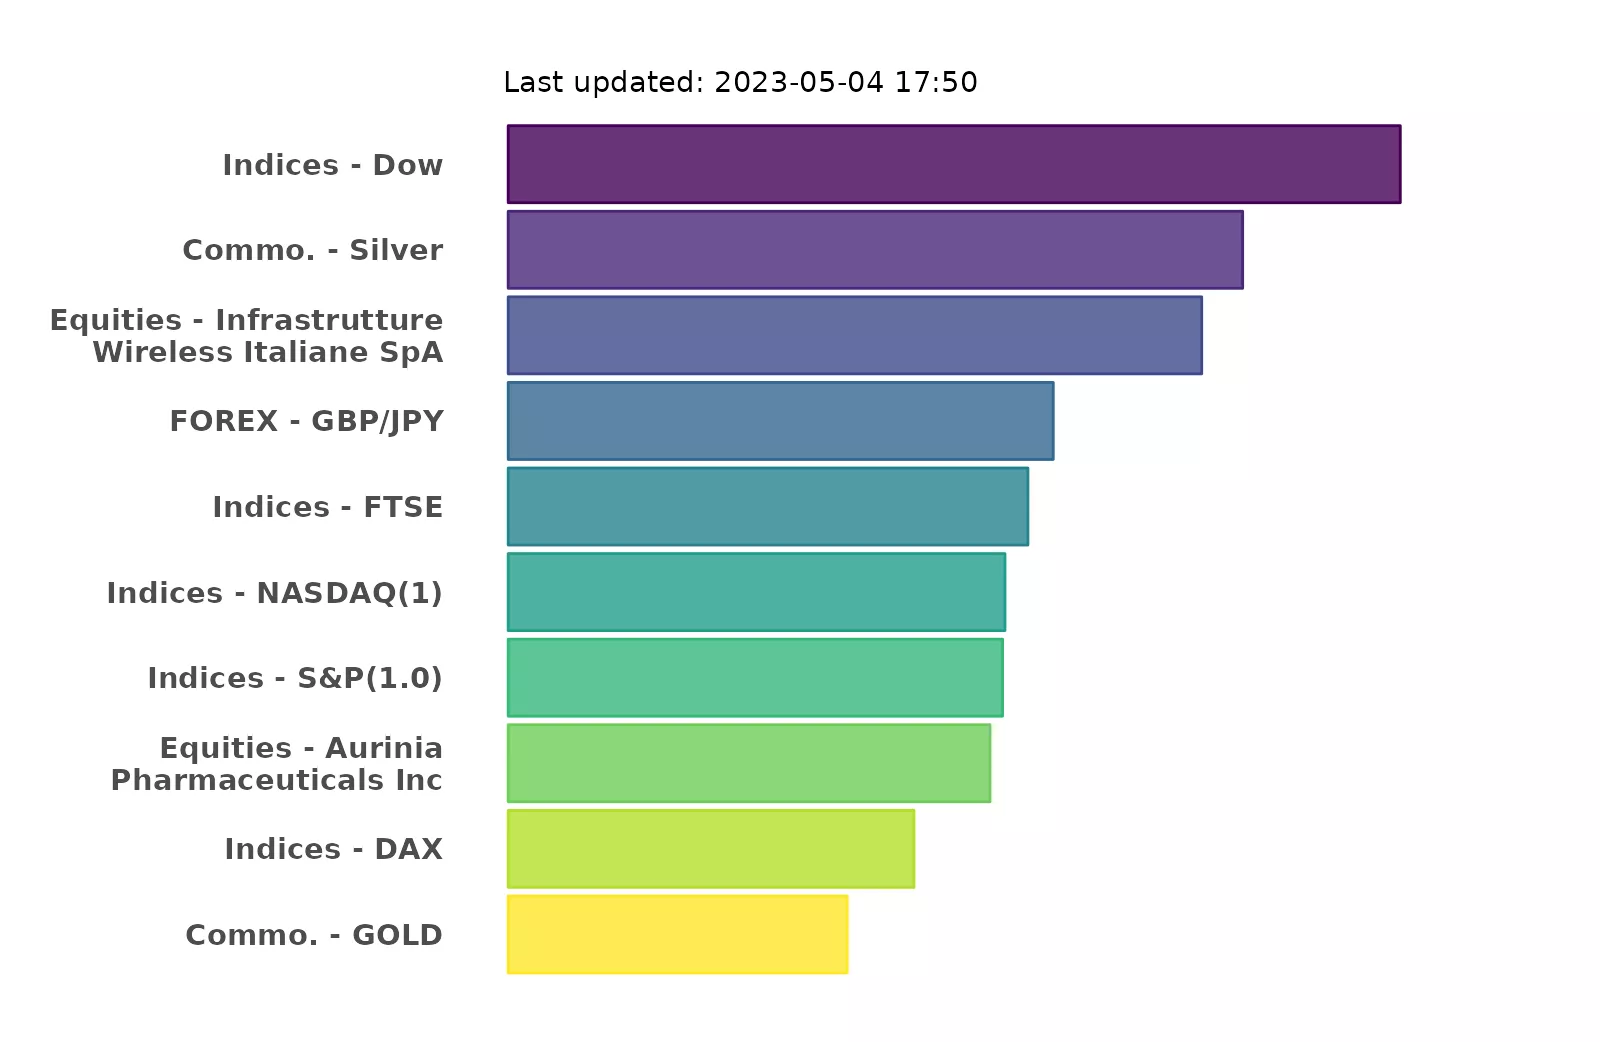 Last updated: 2023-05-04 17:50
Indices - Dow
Commo. - Silver
Equities - Infrastrutture
Wireless Italiane SpA
FOREX - GBP/JPY
Indices - FTSE
Indices - NASDAQ(1)
Indices - S&P(1.0)
Equities - Aurinia
Pharmaceuticals Inc
Indices - DAX
Commo. - GOLD